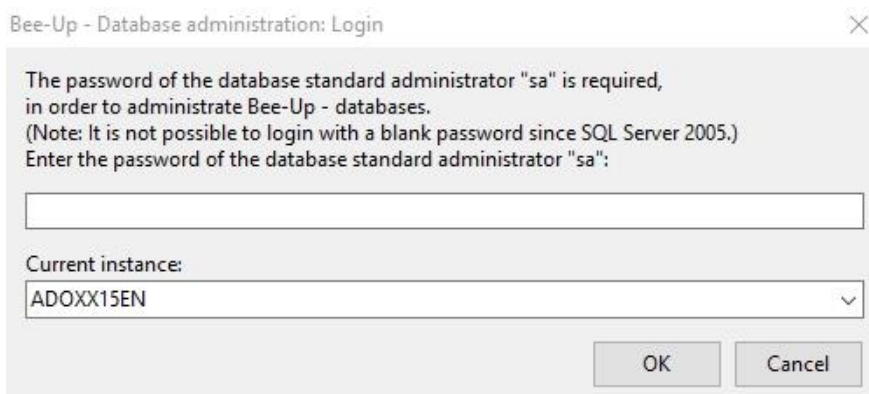 Bee-Up - Database administration: Login
The password of the database standard administrator "sa" is required,
in order to administrate Bee-Up - databases.
(Note: It is not possible to login with a blank password since SQL Server 2005.)
Enter the password of the database standard administrator "sa":
Current instance:
ADOXX15EN
OK Cancel